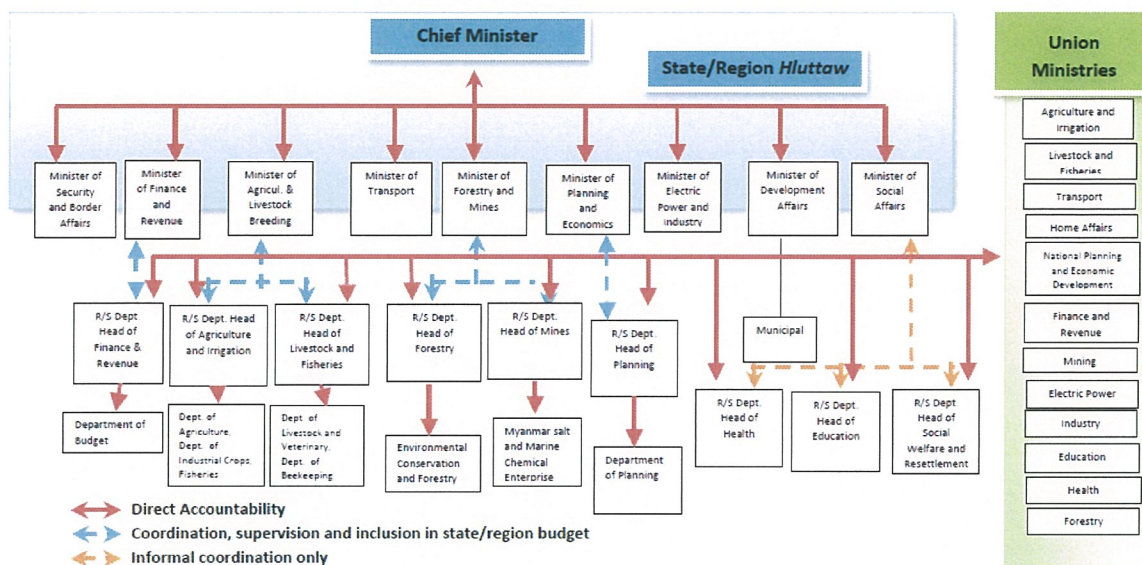 Chief Minister
State/Region Hluttaw
Union
Ministries
Minister of
Security
and Border
Affairs
Minister
of Finance
and
Revenue
Minister of
Agricul. &
Livestock
Breeding
Minister of
Transport
Minister of
Forestry and
Mines
Minister of
Planning
and
Economics
Minister of
Electric
Power and
Industry
Minister of
Development
Affairs
Minister of
Social
Affairs
R/S Dept
Head of
Finance &
Revenue
R/S Dept. Head
of Agriculture
and Irrigation
R/S Dept.
Head of
Livestock and
Fisheries
R/S Dept.
Head of
Forestry
R/S Dept.
Head of Mines
R/S Dept.
Head of
Planning
Municipal
R/S Dept.
Head of
Health
R/S Dept.
Head of
Education
R/S Dept.
Head of
Social
Welfare and
Resettlement
Department of
Budget
Dept. of
Agriculture,
Dept. of
Industrial Crops,
Fisheries
Dept. of
Livestock and
Veterinary,
Dept. of
Beekeeping
Environmental
Conservation
and Forestry
Myanmar salt
and Marine
Chemical
Enterprise
Department
of Planning
Agriculture and
Irrigation
Livestock and
Fisheries
Transport
Home Affairs
National Planning
and Economic
Development
Finance and
Revenue
Mining
Electric Power
Industry
Education
Health
Forestry
Direct Accountability
Coordination, supervision and inclusion in state/region budget
Informal coordination only